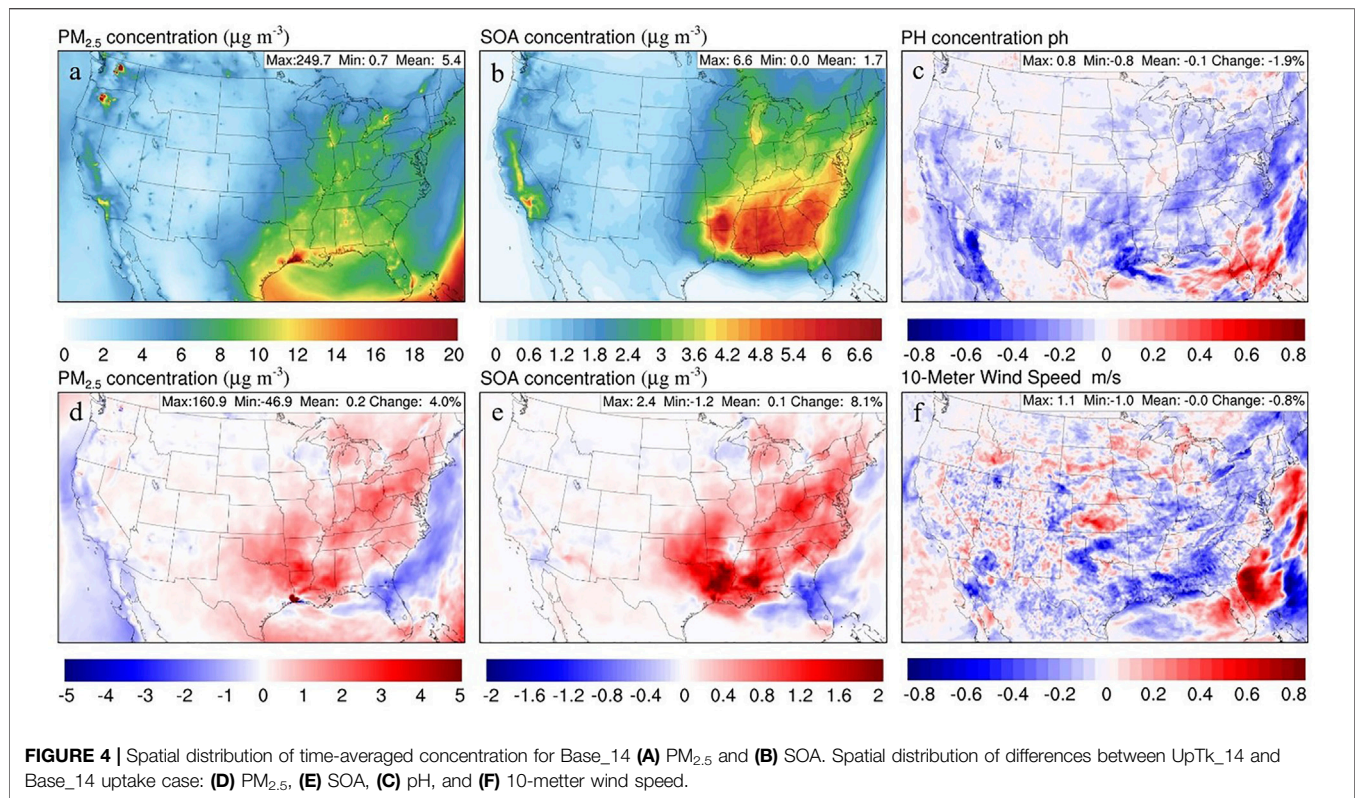 PM2.5 concentration (μg m-3)
a
Max:249.7 Min: 0.7 Mean: 5.4
0 2 4 6 8 10 12 14 16 18 20
SOA concentration (μg m-3)
b
Max: 6.6 Min: 0.0 Mean: 1.7
0 0.6 1.2 1.8 2.4 3 3.6 4.2 4.8 5.4 6 6.6
PH concentration ph
c
Max: 0.8 Min:-0.8 Mean: -0.1 Change: -1.9%
-0.8 -0.6 -0.4 -0.2 0 0.2 0.4 0.6 0.8
PM2.5 concentration (μg m-3)
d
Max:160.9 Min:-46.9 Mean: 0.2 Change: 4.0%
-5 -4 -3 -2 -1 0 1 2 3 4 5
SOA concentration (μg m-3)
e
Max: 2.4 Min:-1.2 Mean: 0.1 Change: 8.1%
-2 -1.6 -1.2 -0.8 -0.4 0 0.4 0.8 1.2 1.6 2
10-Meter Wind Speed m/s
f
Max: 1.1 Min:-1.0 Mean: -0.0 Change: -0.8%
-0.8 -0.6 -0.4 -0.2 0 0.2 0.4 0.6 0.8
FIGURE 4 | Spatial distribution of time-averaged concentration for Base_14 (A) PM2.5 and (B) SOA. Spatial distribution of differences between UpTk_14 and
Base_14 uptake case: (D) PM2.5, (E) SOA, (C) pH, and (F) 10-metter wind speed.